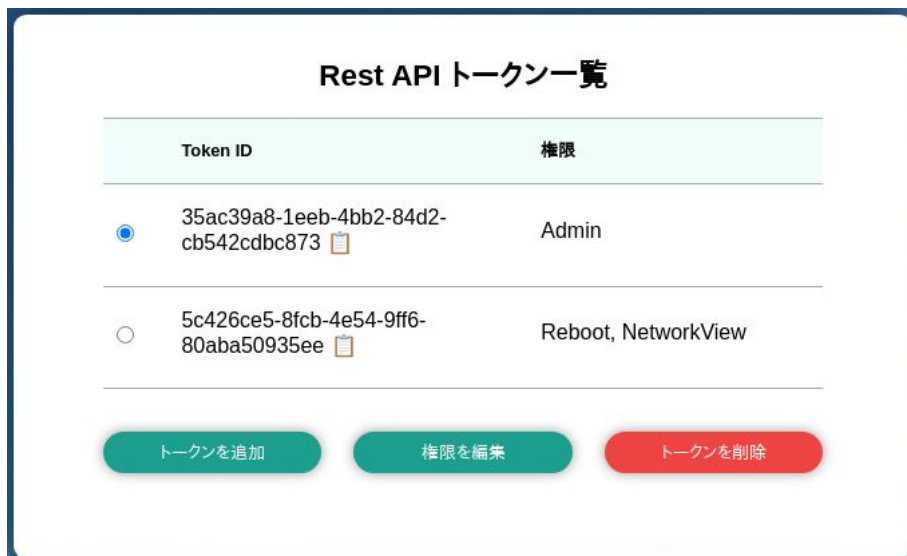 Rest API トークン一覧
Token ID 権限
35ac39a8-1eeb-4bb2-84d2-
cb542cdbc873
Admin
5c426ce5-8fcb-4e54-9ff6-
80aba50935ee
Reboot, NetworkView
トークンを追加 権限を編集 トークンを削除